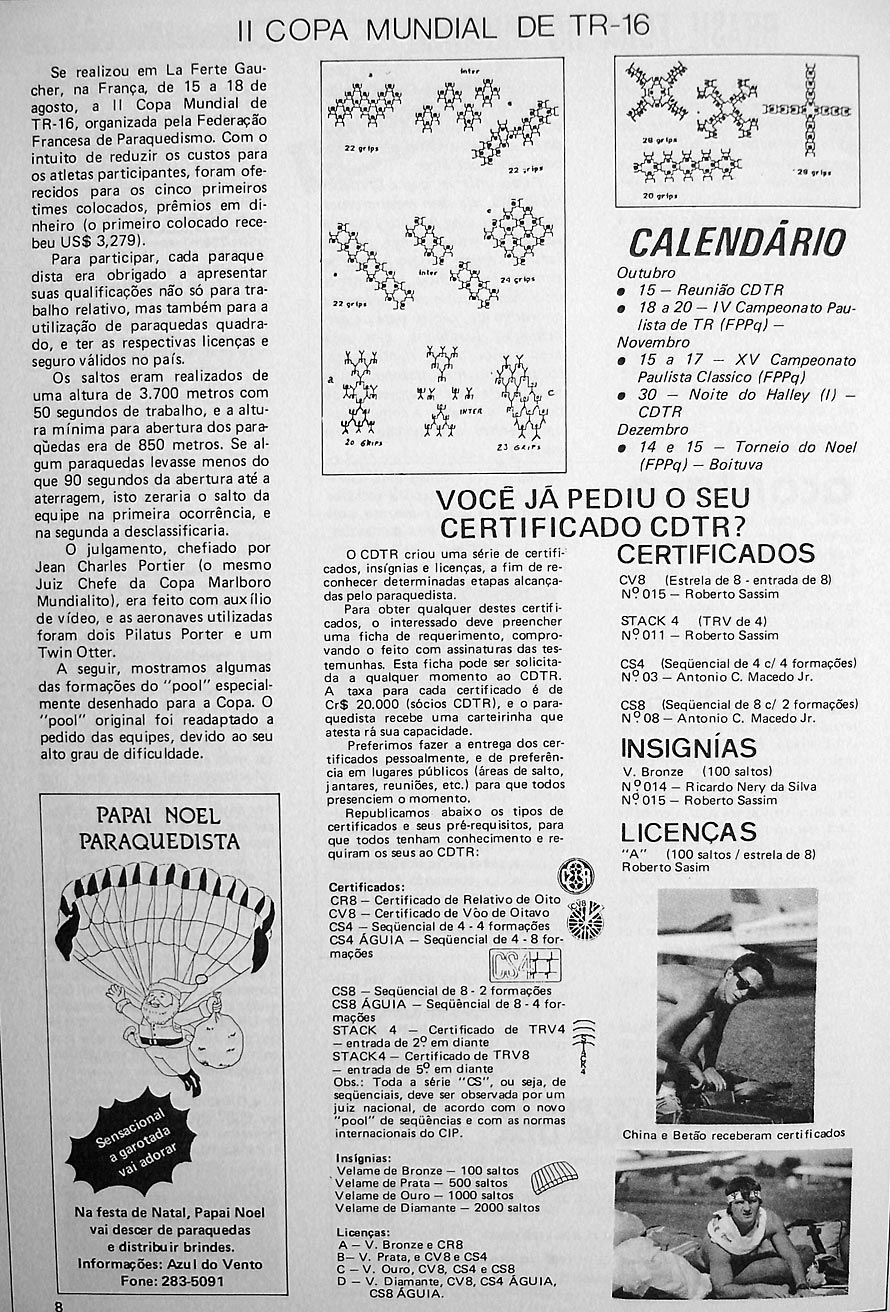 II COPA MUNDIAL DE TR-16
Se realizou em La Ferte Gau-
cher, na França, de 15 a 18 de
agosto, a II Copa Mundial de
TR-16, organizada pela Federação
Francesa de Paraquedismo. Com o
intuito de reduzir os custos para
os atletas participantes, foram ofe-
recidos para os cinco primeiros
times colocados, prêmios em di-
nheiro (o primeiro colocado rece-
beu US$ 3,279).
Para participar, cada paraque
dista era obrigado a apresentar
suas qualificações não só para tra-
balho relativo, mas também para a
utilização de paraquedas quadra-
do, e ter as respectivas licenças e
seguro válidos no país.
Os saltos eram realizados de
uma altura de 3.700 metros com
50 segundos de trabalho, e a altu-
ra mínima para abertura dos para-
quedas era de 850 metros. Se al-
gum paraquedas levasse menos do
que 90 segundos da abertura até a
aterragem, isto zeraria o salto da
equipe na primeira ocorrência, e
na segunda a desclassificaria.
O julgamento, chefiado por
Jean Charles Portier (o mesmo
Juiz Chefe da Copa Marlboro
Mundialito), era feito com auxílio
de vídeo, e as aeronaves utilizadas
foram dois Pilatus Porter e um
Twin Otter.
A seguir, mostramos algumas
das formações do "pool" especial-
mente desenhado para a Copa. O
"pool" original foi readaptado a
pedido das equipes, devido ao seu
alto grau de dificuldade.
PAPAI NOEL
PARAQUEDISTA
Sensacional
a garotada
vai adorar
Na festa de Natal, Papai Noel
vai descer de paraquedas
e distribuir brindes.
Informações: Azul do Vento
Fone: 283-5091
8
a
inter
22 grips
22 grips
inter
22 grips
24 grips
a
INTER
c
20 GRIPS
23 GRIPS
28 grips
20 grips
28 grips
CALENDÁRIO
Outubro
• 15 — Reunião CDTR
• 18 a 20 — IV Campeonato Pau-
lista de TR (FPPq) —
Novembro
• 15 a 17 — XV Campeonato
Paulista Classico (FPPq)
• 30 — Noite do Halley (I) —
CDTR
Dezembro
• 14 e 15 — Torneio do Noel
(FPPq) — Boituva
VOCÊ JÁ PEDIU O SEU
CERTIFICADO CDTR?
O CDTR criou uma série de certifi-
cados, insígnias e licenças, a fim de re-
conhecer determinadas etapas alcança-
das pelo paraquedista.
Para obter qualquer destes certifi-
cados, o interessado deve preencher
uma ficha de requerimento, compro-
vando o feito com assinaturas das tes-
temunhas. Esta ficha pode ser solicita-
da a qualquer momento ao CDTR.
A taxa para cada certificado é de
Cr$ 20.000 (sócios CDTR), e o para-
quedista recebe uma carteirinha que
atesta rá sua capacidade.
Preferimos fazer a entrega dos cer-
tificados pessoalmente, e de preferên-
cia em lugares públicos (áreas de salto,
jantares, reuniões, etc.) para que todos
presenciem o momento.
Republicamos abaixo os tipos de
certificados e seus pré-requisitos, para
que todos tenham conhecimento e re-
quiram os seus ao CDTR:
Certificados:
CR8 — Certificado de Relativo de Oito
CV8 — Certificado de Vôo de Oitavo
CS4 — Seqüencial de 4 - 4 formações
CS4 ÁGUIA — Seqüencial de 4 - 8 for-
mações
CV8
CS4
CS8 — Seqüencial de 8 - 2 formações
CS8 ÁGUIA — Seqüêncial de 8 - 4 for-
mações
STACK 4 — Certificado de TRV4
— entrada de 2º em diante
STACK4 — Certificado de TRV8
— entrada de 5º em diante
STACK 4
Obs.: Toda a série "CS", ou seja, de
seqüenciais, deve ser observada por um
juiz nacional, de acordo com o novo
"pool" de seqüências e com as normas
internacionais do CIP.
Insígnias:
Velame de Bronze — 100 saltos
Velame de Prata — 500 saltos
Velame de Ouro — 1000 saltos
Velame de Diamante — 2000 saltos
Licenças:
A — V. Bronze e CR8
B— V. Prata, e CV8 e CS4
C — V. Ouro, CV8, CS4 e CS8
D — V. Diamante, CV8, CS4 ÁGUIA,
CS8 ÁGUIA.
CERTIFICADOS
CV8 (Estrela de 8 - entrada de 8)
Nº 015 — Roberto Sassim
STACK 4 (TRV de 4)
Nº 011 — Roberto Sassim
CS4 (Seqüencial de 4 c/ 4 formações)
Nº 03 — Antonio C. Macedo Jr.
CS8 (Seqüencial de 8 c/ 2 formações)
Nº 08 — Antonio C. Macedo Jr.
INSIGNÍAS
V. Bronze (100 saltos)
Nº 014 — Ricardo Nery da Silva
Nº 015 — Roberto Sassim
LICENÇAS
"A" (100 saltos / estrela de 8)
Roberto Sasim
China e Betão receberam certificados